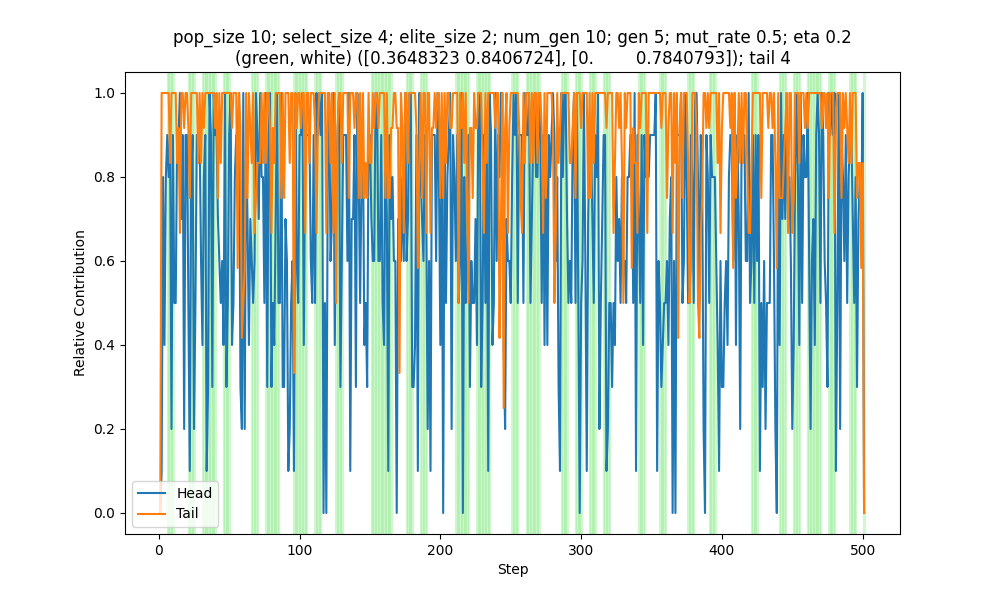 pop_size 10; select_size 4; elite_size 2; num_gen 10; gen 5; mut_rate 0.5; eta 0.2
(green, white) ([0.3648323 0.8406724], [0.         0.7840793]); tail 4
1.0
0.8
0.6
0.4
0.2
0.0
Relative Contribution
Head
Tail
0
100
200
300
400
500
Step